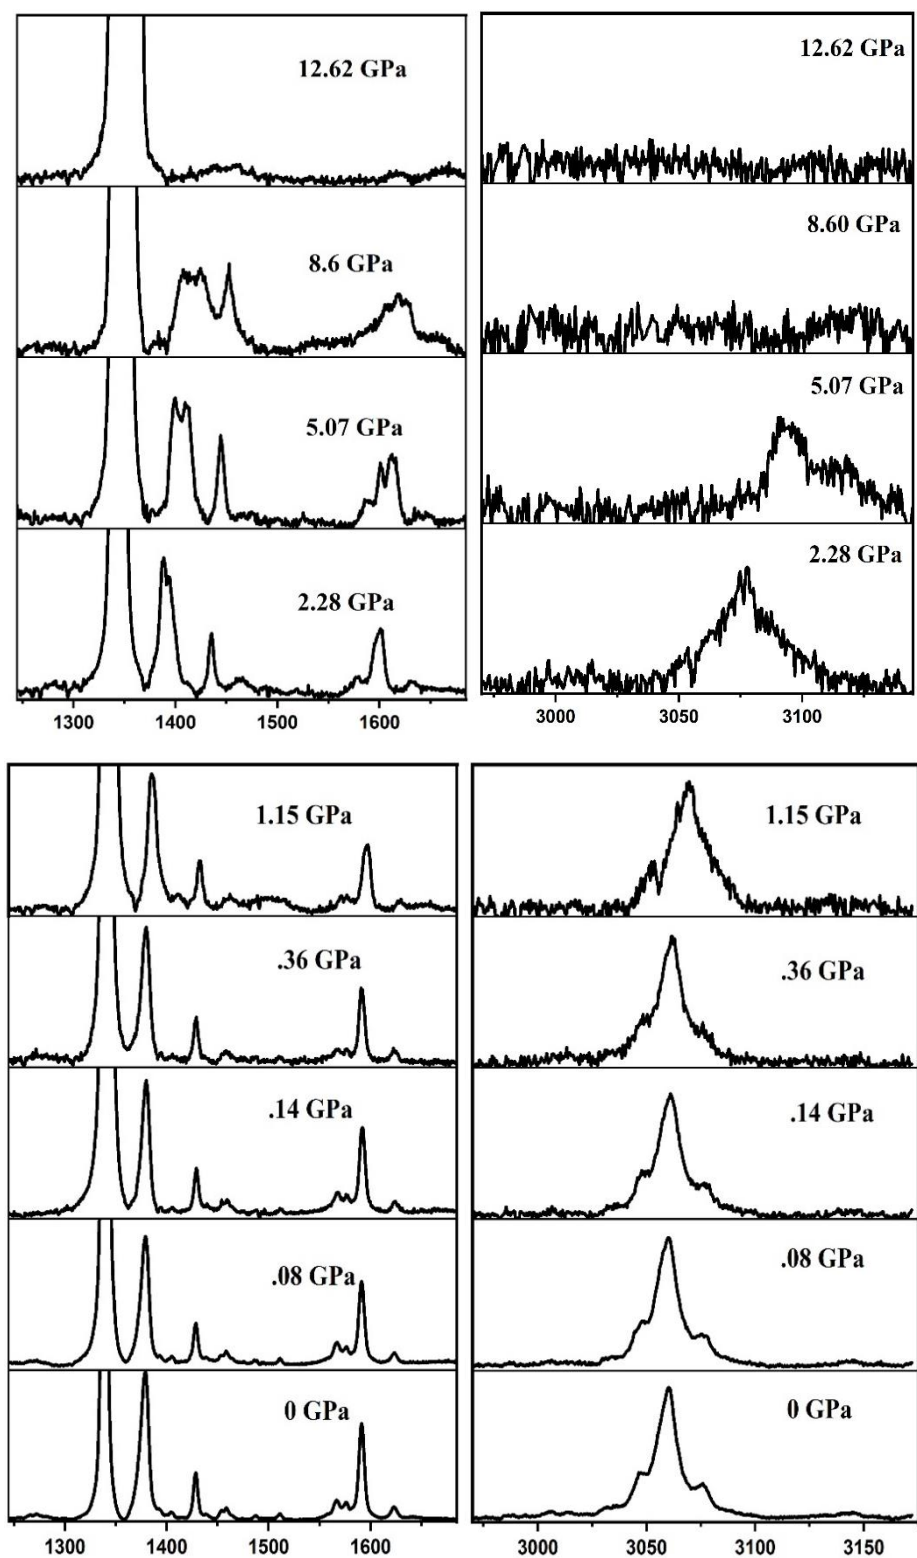 12.62 GPa
12.62 GPa
8.6 GPa
8.60 GPa
5.07 GPa
5.07 GPa
2.28 GPa
2.28 GPa
1300 1400 1500 1600
3000 3050 3100
1.15 GPa
1.15 GPa
.36 GPa
.36 GPa
.14 GPa
.14 GPa
.08 GPa
.08 GPa
0 GPa
0 GPa
1300 1400 1500 1600
3000 3050 3100 3150